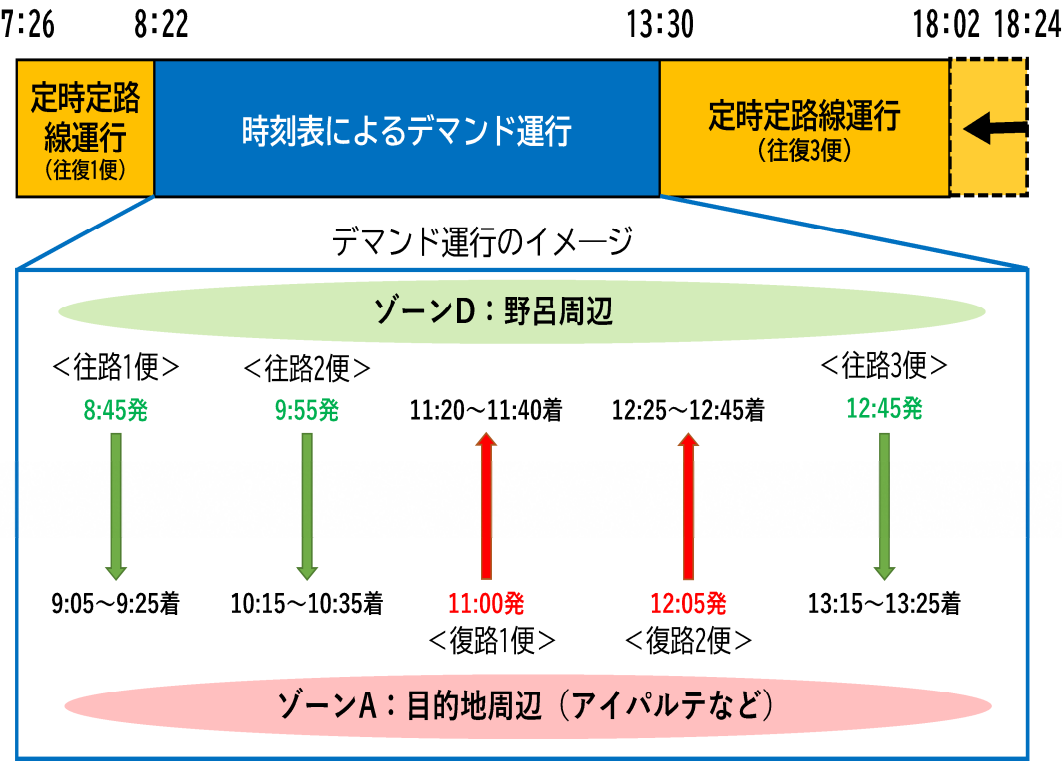 7:26 8:22 13:30 18:02 18:24
定時定路
線運行
(往復1便)
時刻表によるデマンド運行
定時定路線運行
(往復3便)
デマンド運行のイメージ
ゾーンD：野呂周辺
＜往路1便＞ ＜往路2便＞ ＜往路3便＞
8:45発 9:55発 11:20～11:40着 12:25～12:45着 12:45発
9:05～9:25着 10:15～10:35着 11:00発 12:05発 13:15～13:25着
＜復路1便＞ ＜復路2便＞
ゾーンA：目的地周辺（アイパルテなど）